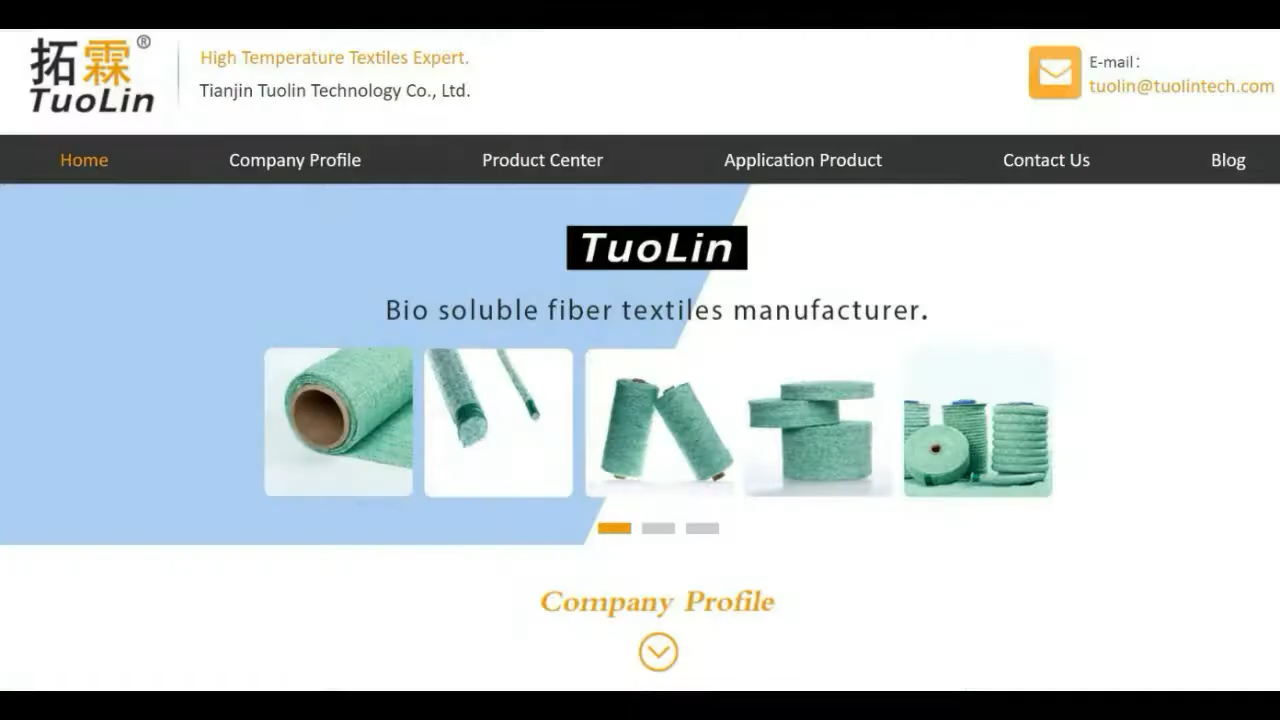 拓霖®
TuoLin
High Temperature Textiles Expert.
Tianjin Tuolin Technology Co., Ltd.
E-mail：
tuolin@tuolintech.com
Home
Company Profile
Product Center
Application Product
Contact Us
Blog
TuoLin
Bio soluble fiber textiles manufacturer.
Company Profile